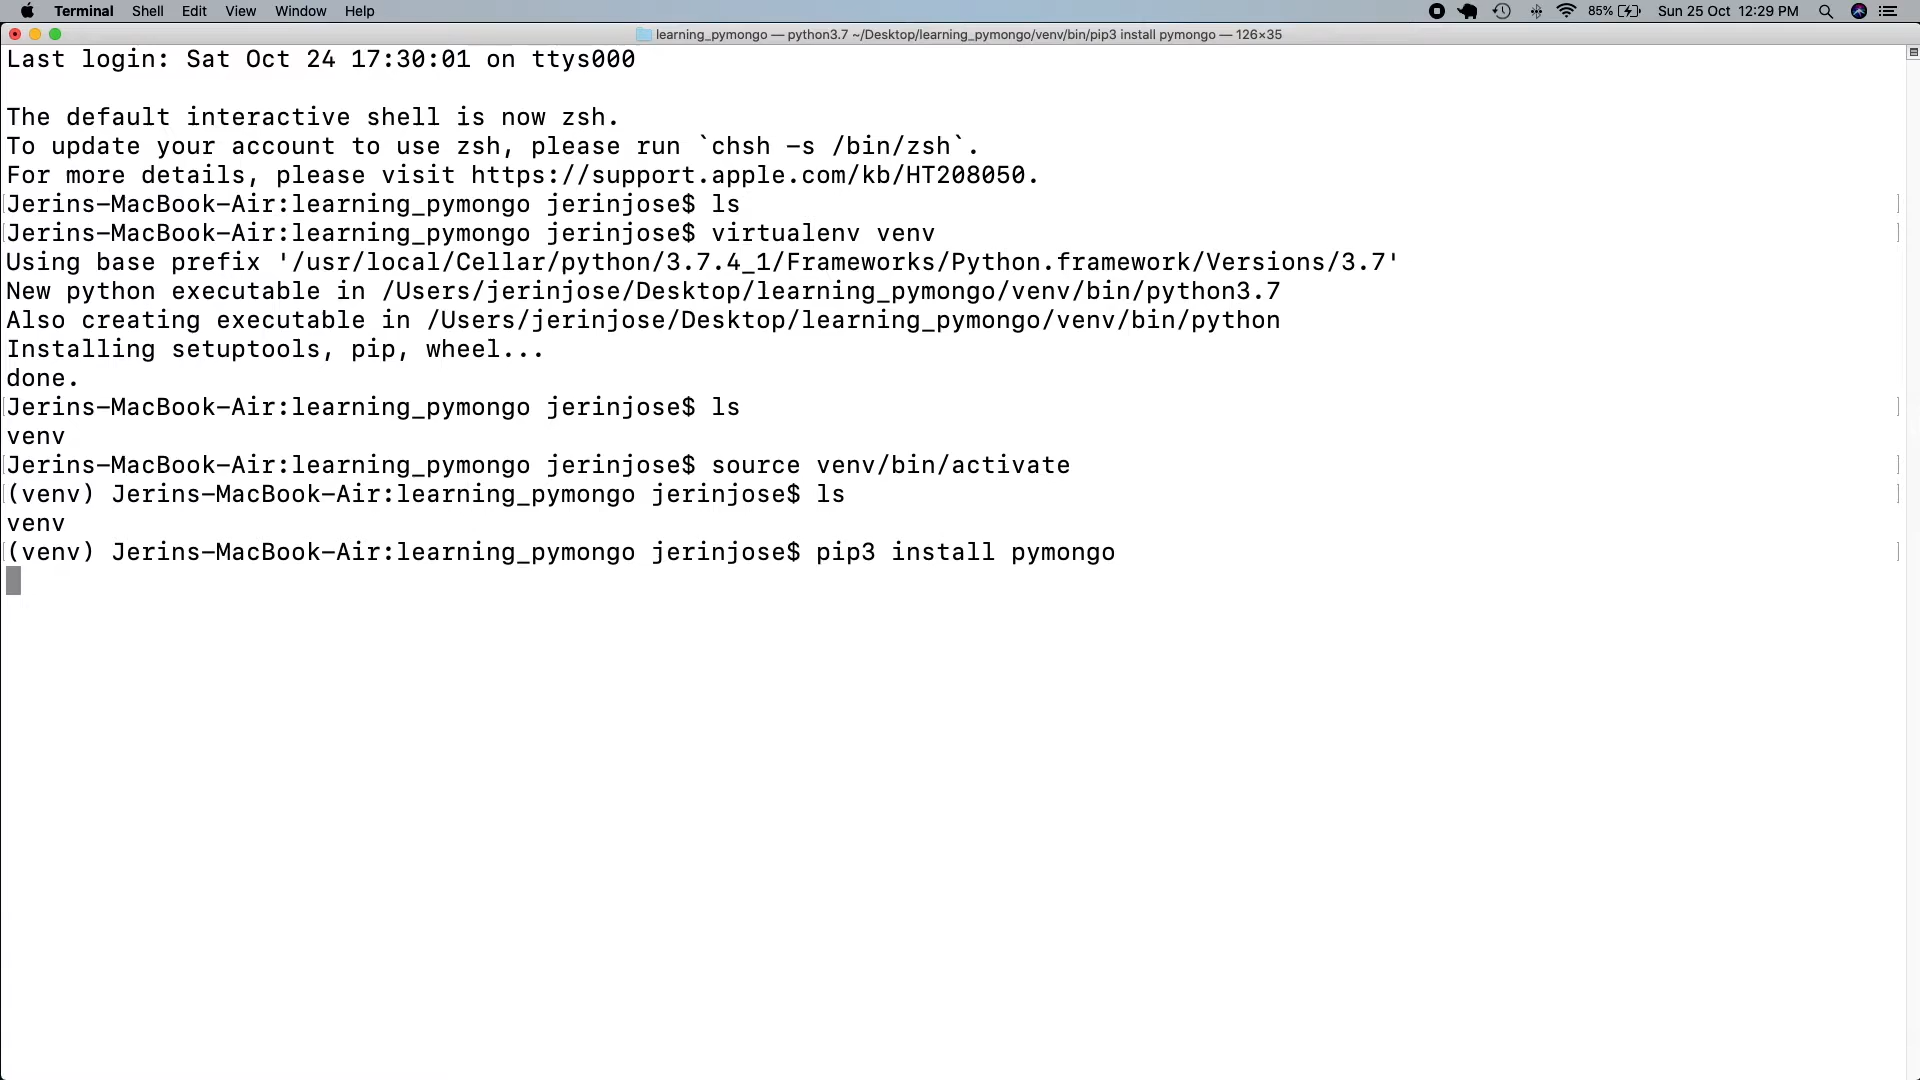 Terminal Shell Edit View Window Help 85% Sun 25 Oct 12:29 PM
learning_pymongo — python3.7 ~/Desktop/learning_pymongo/venv/bin/pip3 install pymongo — 126×35
Last login: Sat Oct 24 17:30:01 on ttys000
The default interactive shell is now zsh.
To update your account to use zsh, please run `chsh -s /bin/zsh`.
For more details, please visit https://support.apple.com/kb/HT208050.
[Jerins-MacBook-Air:learning_pymongo jerinjose$ ls ]
[Jerins-MacBook-Air:learning_pymongo jerinjose$ virtualenv venv ]
Using base prefix '/usr/local/Cellar/python/3.7.4_1/Frameworks/Python.framework/Versions/3.7'
New python executable in /Users/jerinjose/Desktop/learning_pymongo/venv/bin/python3.7
Also creating executable in /Users/jerinjose/Desktop/learning_pymongo/venv/bin/python
Installing setuptools, pip, wheel...
done.
[Jerins-MacBook-Air:learning_pymongo jerinjose$ ls ]
venv
[Jerins-MacBook-Air:learning_pymongo jerinjose$ source venv/bin/activate ]
[(venv) Jerins-MacBook-Air:learning_pymongo jerinjose$ ls ]
venv
[(venv) Jerins-MacBook-Air:learning_pymongo jerinjose$ pip3 install pymongo ]